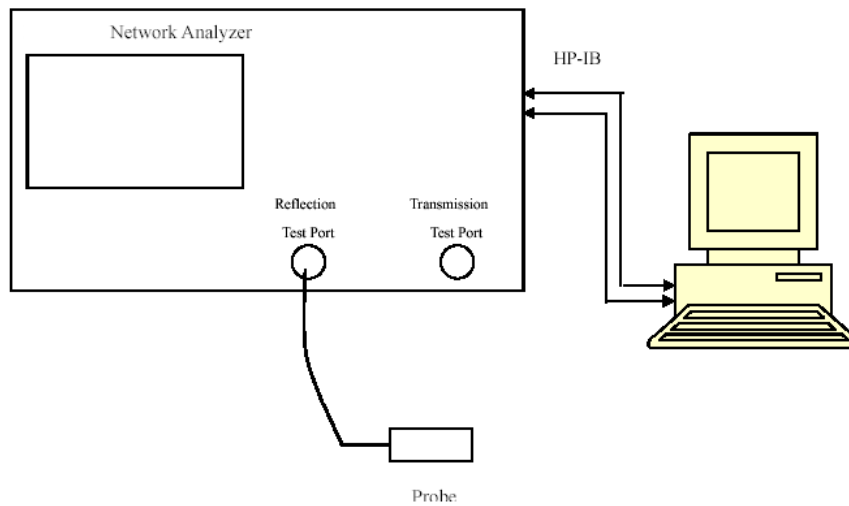 Network Analyzer
HP-IB
Reflection
Test Port
Transmission
Test Port
Probe